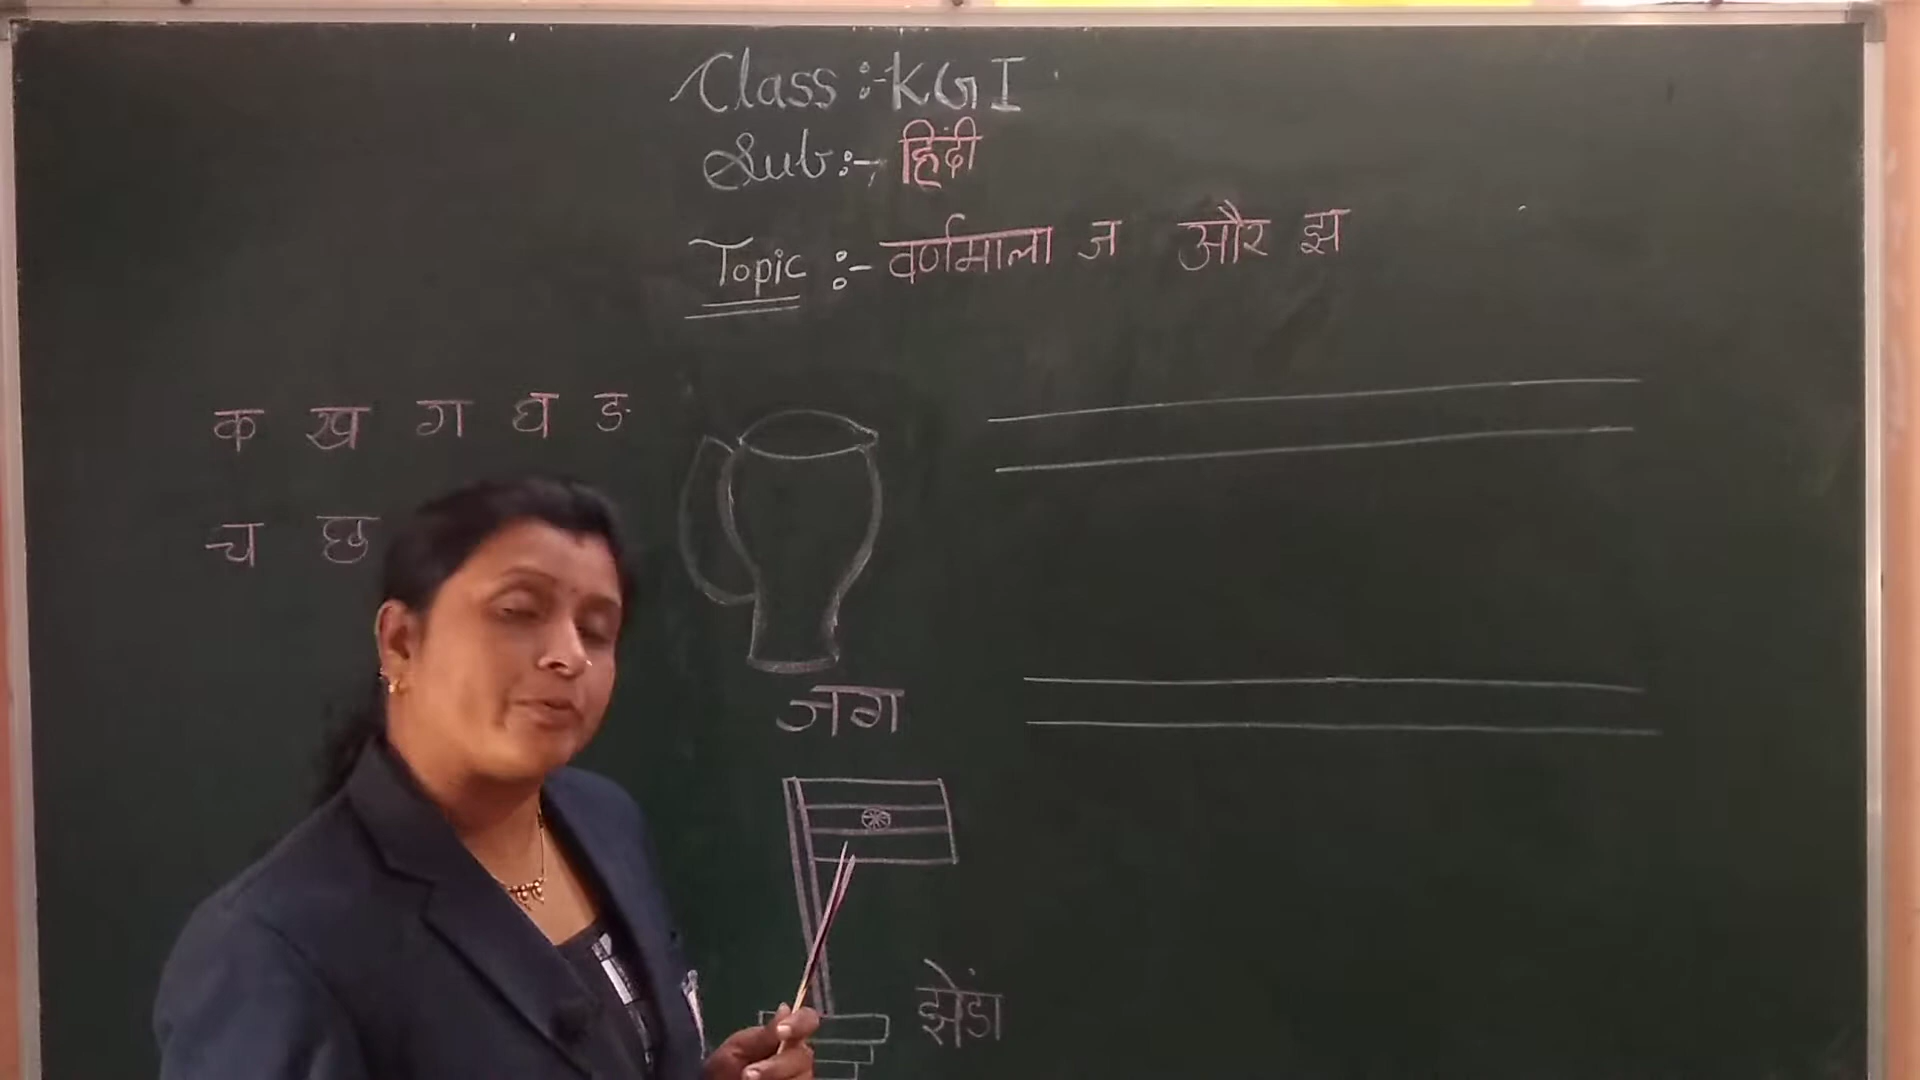 Class :- KG I
Sub :- हिंदी
Topic :- वर्णमाला ज और झ
क ख ग घ ङ
च छ
जग
झेंडा